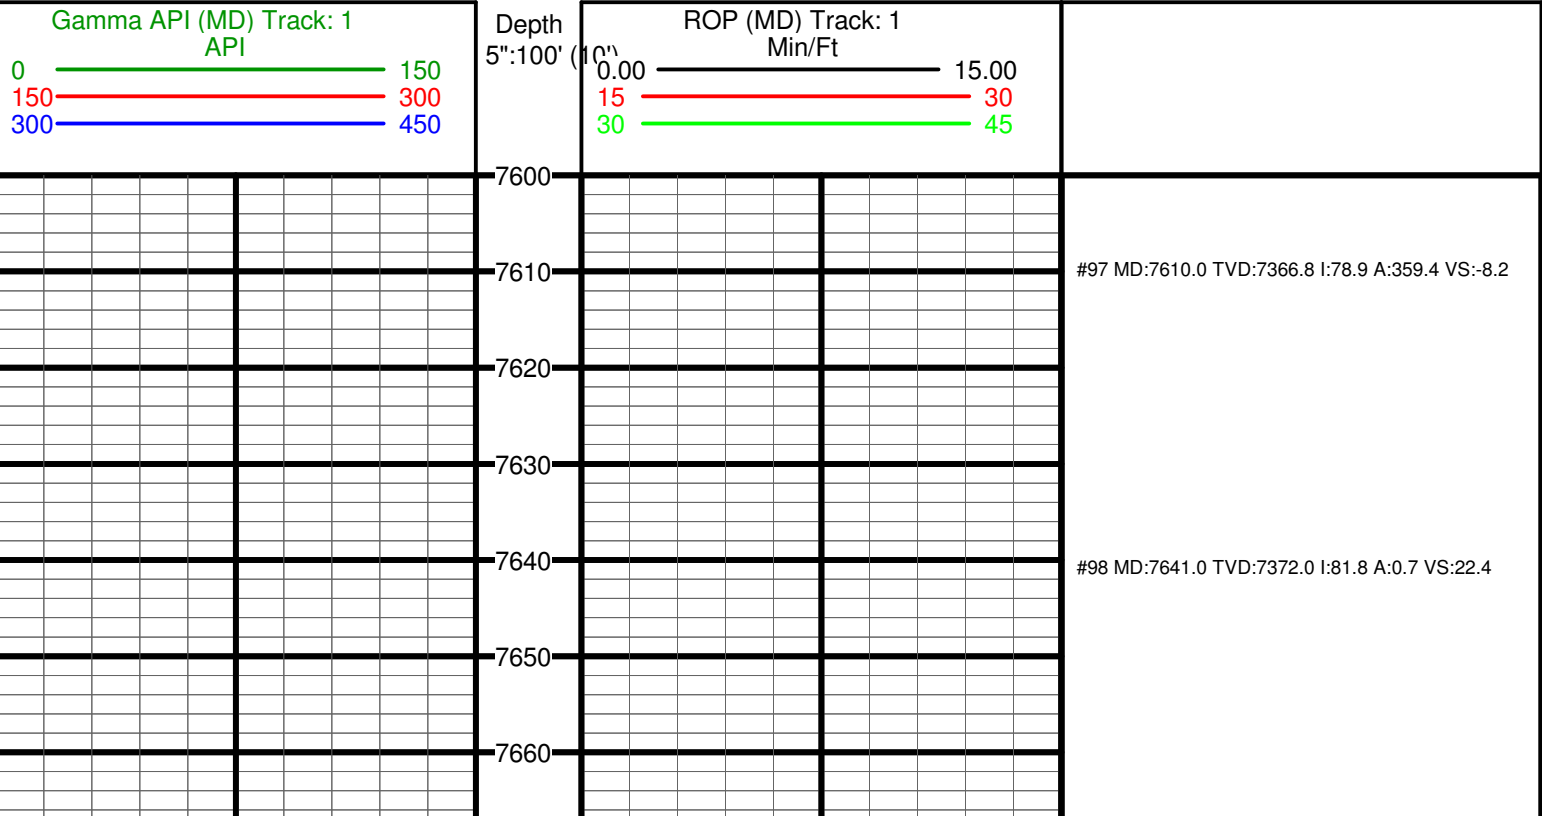 Gamma API (MD) Track: 1
API
0 150
150 300
300 450
Depth
5":100' (10')
ROP (MD) Track: 1
Min/Ft
0.00 15.00
15 30
30 45
7600
7610
#97 MD:7610.0 TVD:7366.8 I:78.9 A:359.4 VS:-8.2
7620
7630
7640
#98 MD:7641.0 TVD:7372.0 I:81.8 A:0.7 VS:22.4
7650
7660